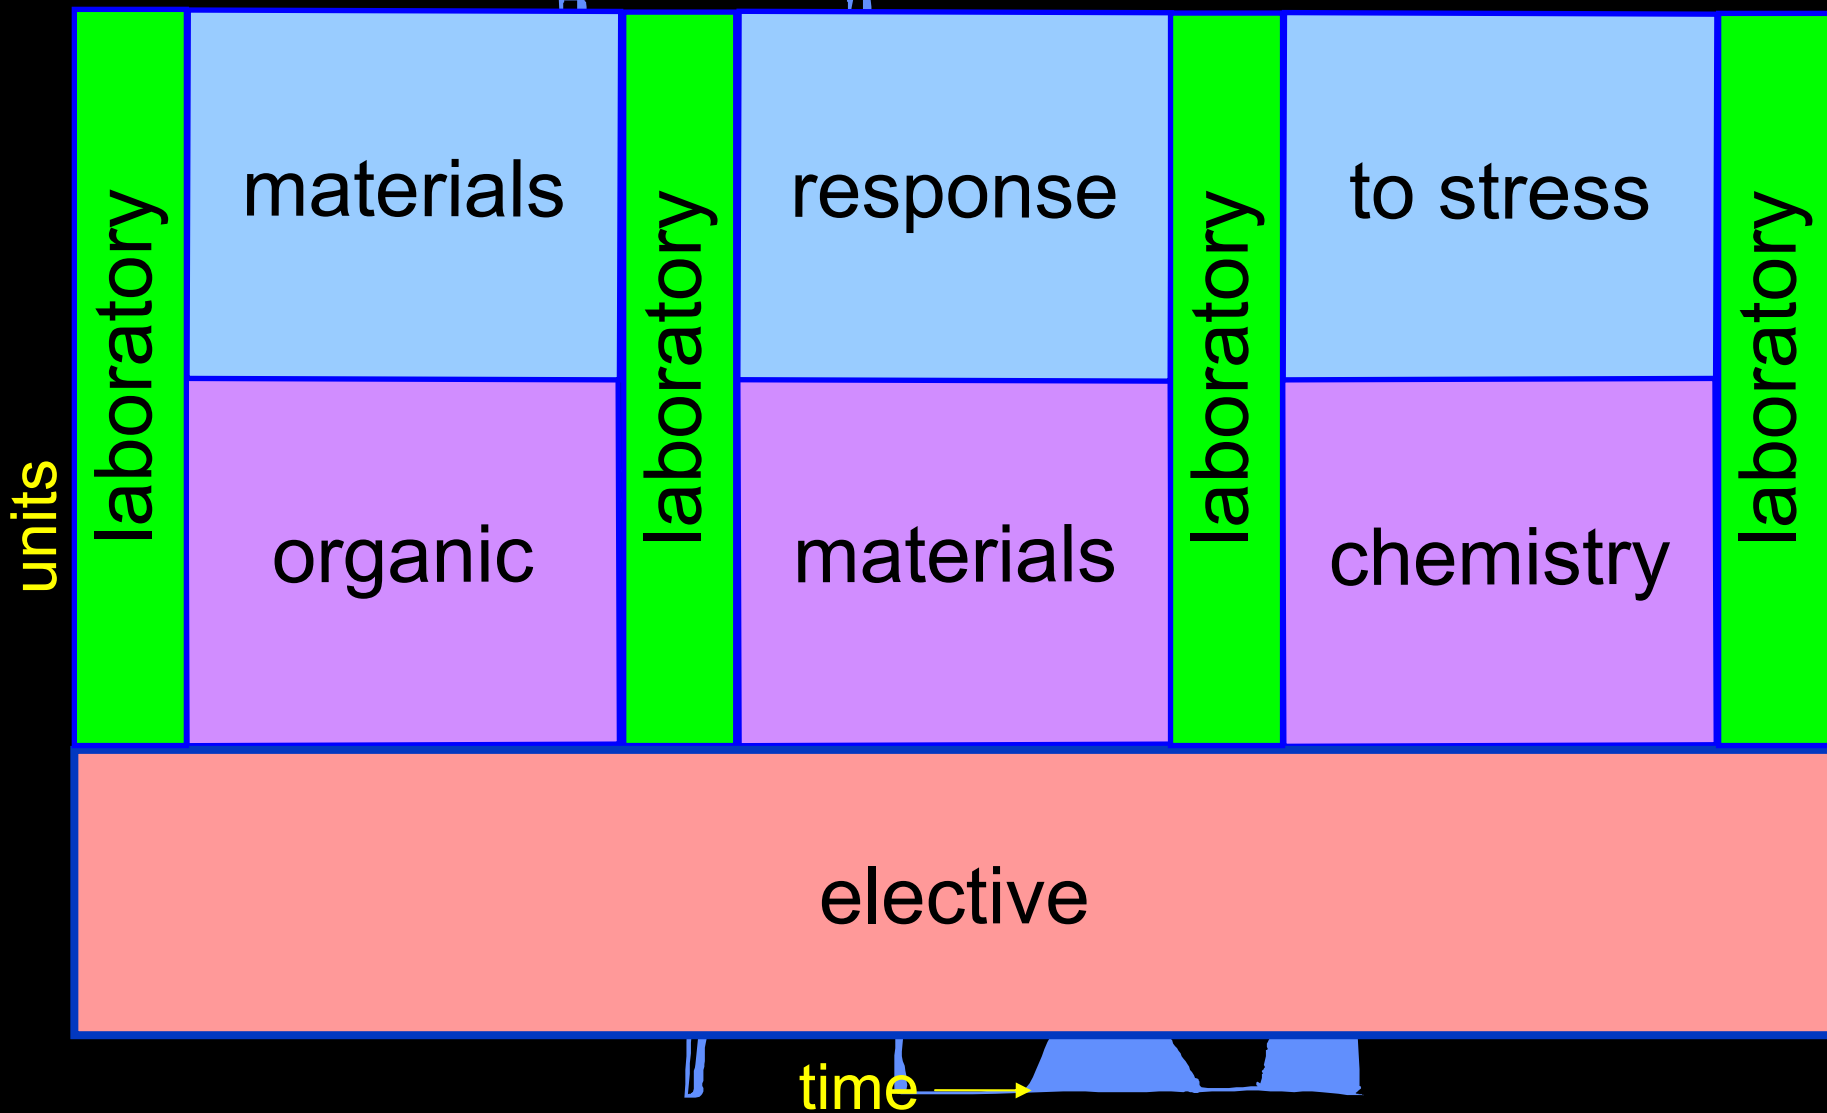 materials
response
to stress
laboratory
laboratory
laboratory
laboratory
organic
materials
chemistry
units
elective
time